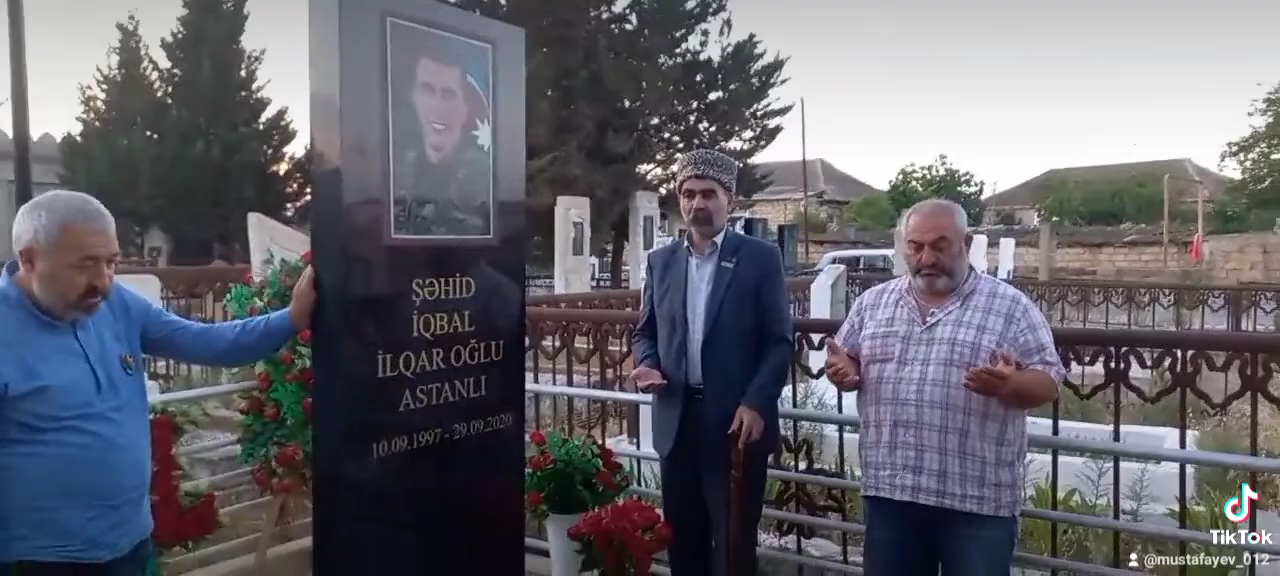 ŞƏHİD
İQBAL
İLQAR OĞLU
ASTANLI
10.09.1997 - 29.09.2020
TikTok
@mustafayev_012